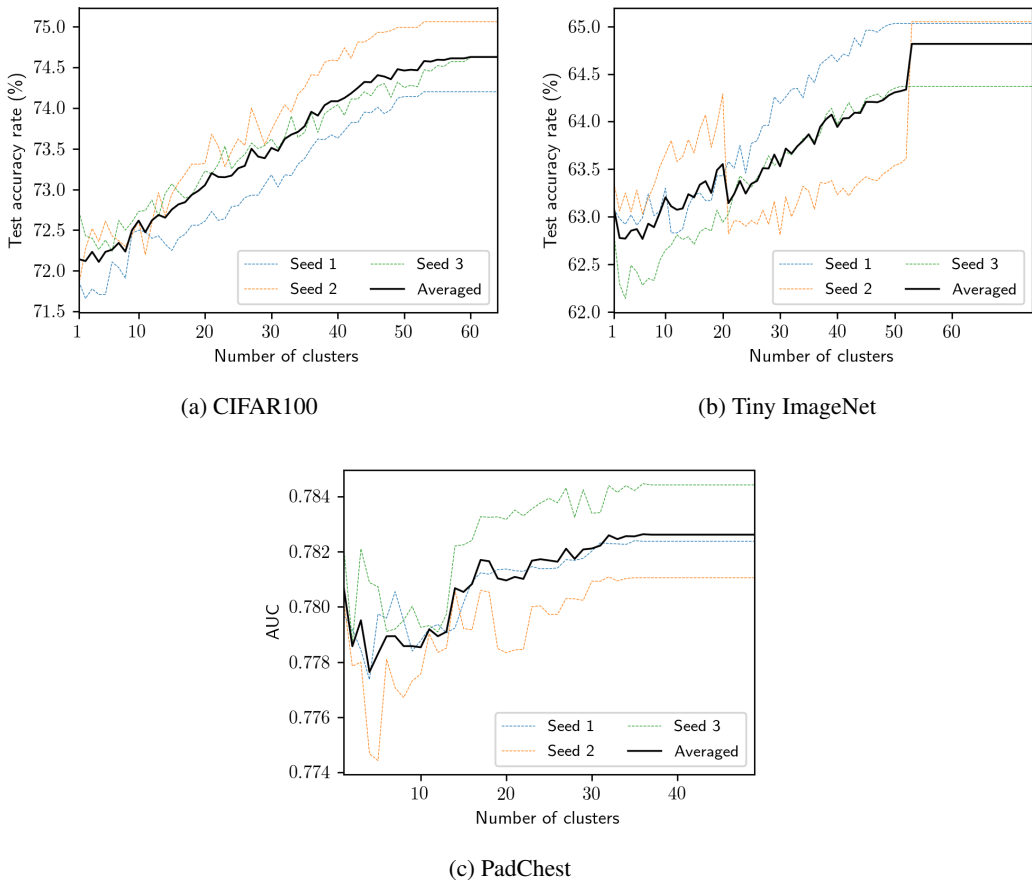 75.0
74.5
74.0
73.5
73.0
72.5
72.0
71.5
Test accuracy rate (%)
1 10 20 30 40 50 60
Number of clusters
Seed 1 Seed 3
Seed 2 Averaged
(a) CIFAR100
65.0
64.5
64.0
63.5
63.0
62.5
62.0
Test accuracy rate (%)
1 10 20 30 40 50 60
Number of clusters
Seed 1 Seed 3
Seed 2 Averaged
(b) Tiny ImageNet
0.784
0.782
0.780
0.778
0.776
0.774
AUC
10 20 30 40
Number of clusters
Seed 1 Seed 3
Seed 2 Averaged
(c) PadChest